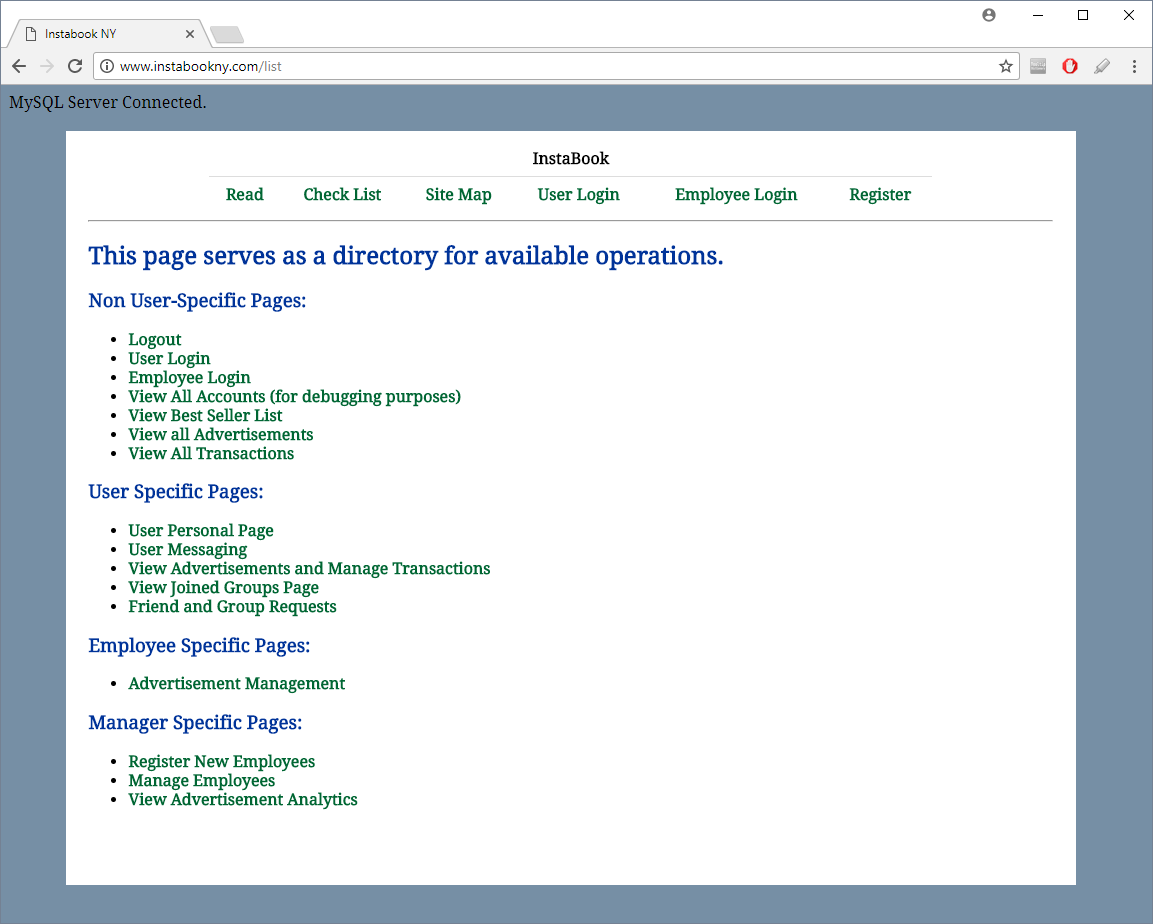 Instabook NY
www.instabookny.com/list
MySQL Server Connected.
InstaBook
Read Check List Site Map User Login Employee Login Register
This page serves as a directory for available operations.
Non User-Specific Pages:
Logout
User Login
Employee Login
View All Accounts (for debugging purposes)
View Best Seller List
View all Advertisements
View All Transactions
User Specific Pages:
User Personal Page
User Messaging
View Advertisements and Manage Transactions
View Joined Groups Page
Friend and Group Requests
Employee Specific Pages:
Advertisement Management
Manager Specific Pages:
Register New Employees
Manage Employees
View Advertisement Analytics